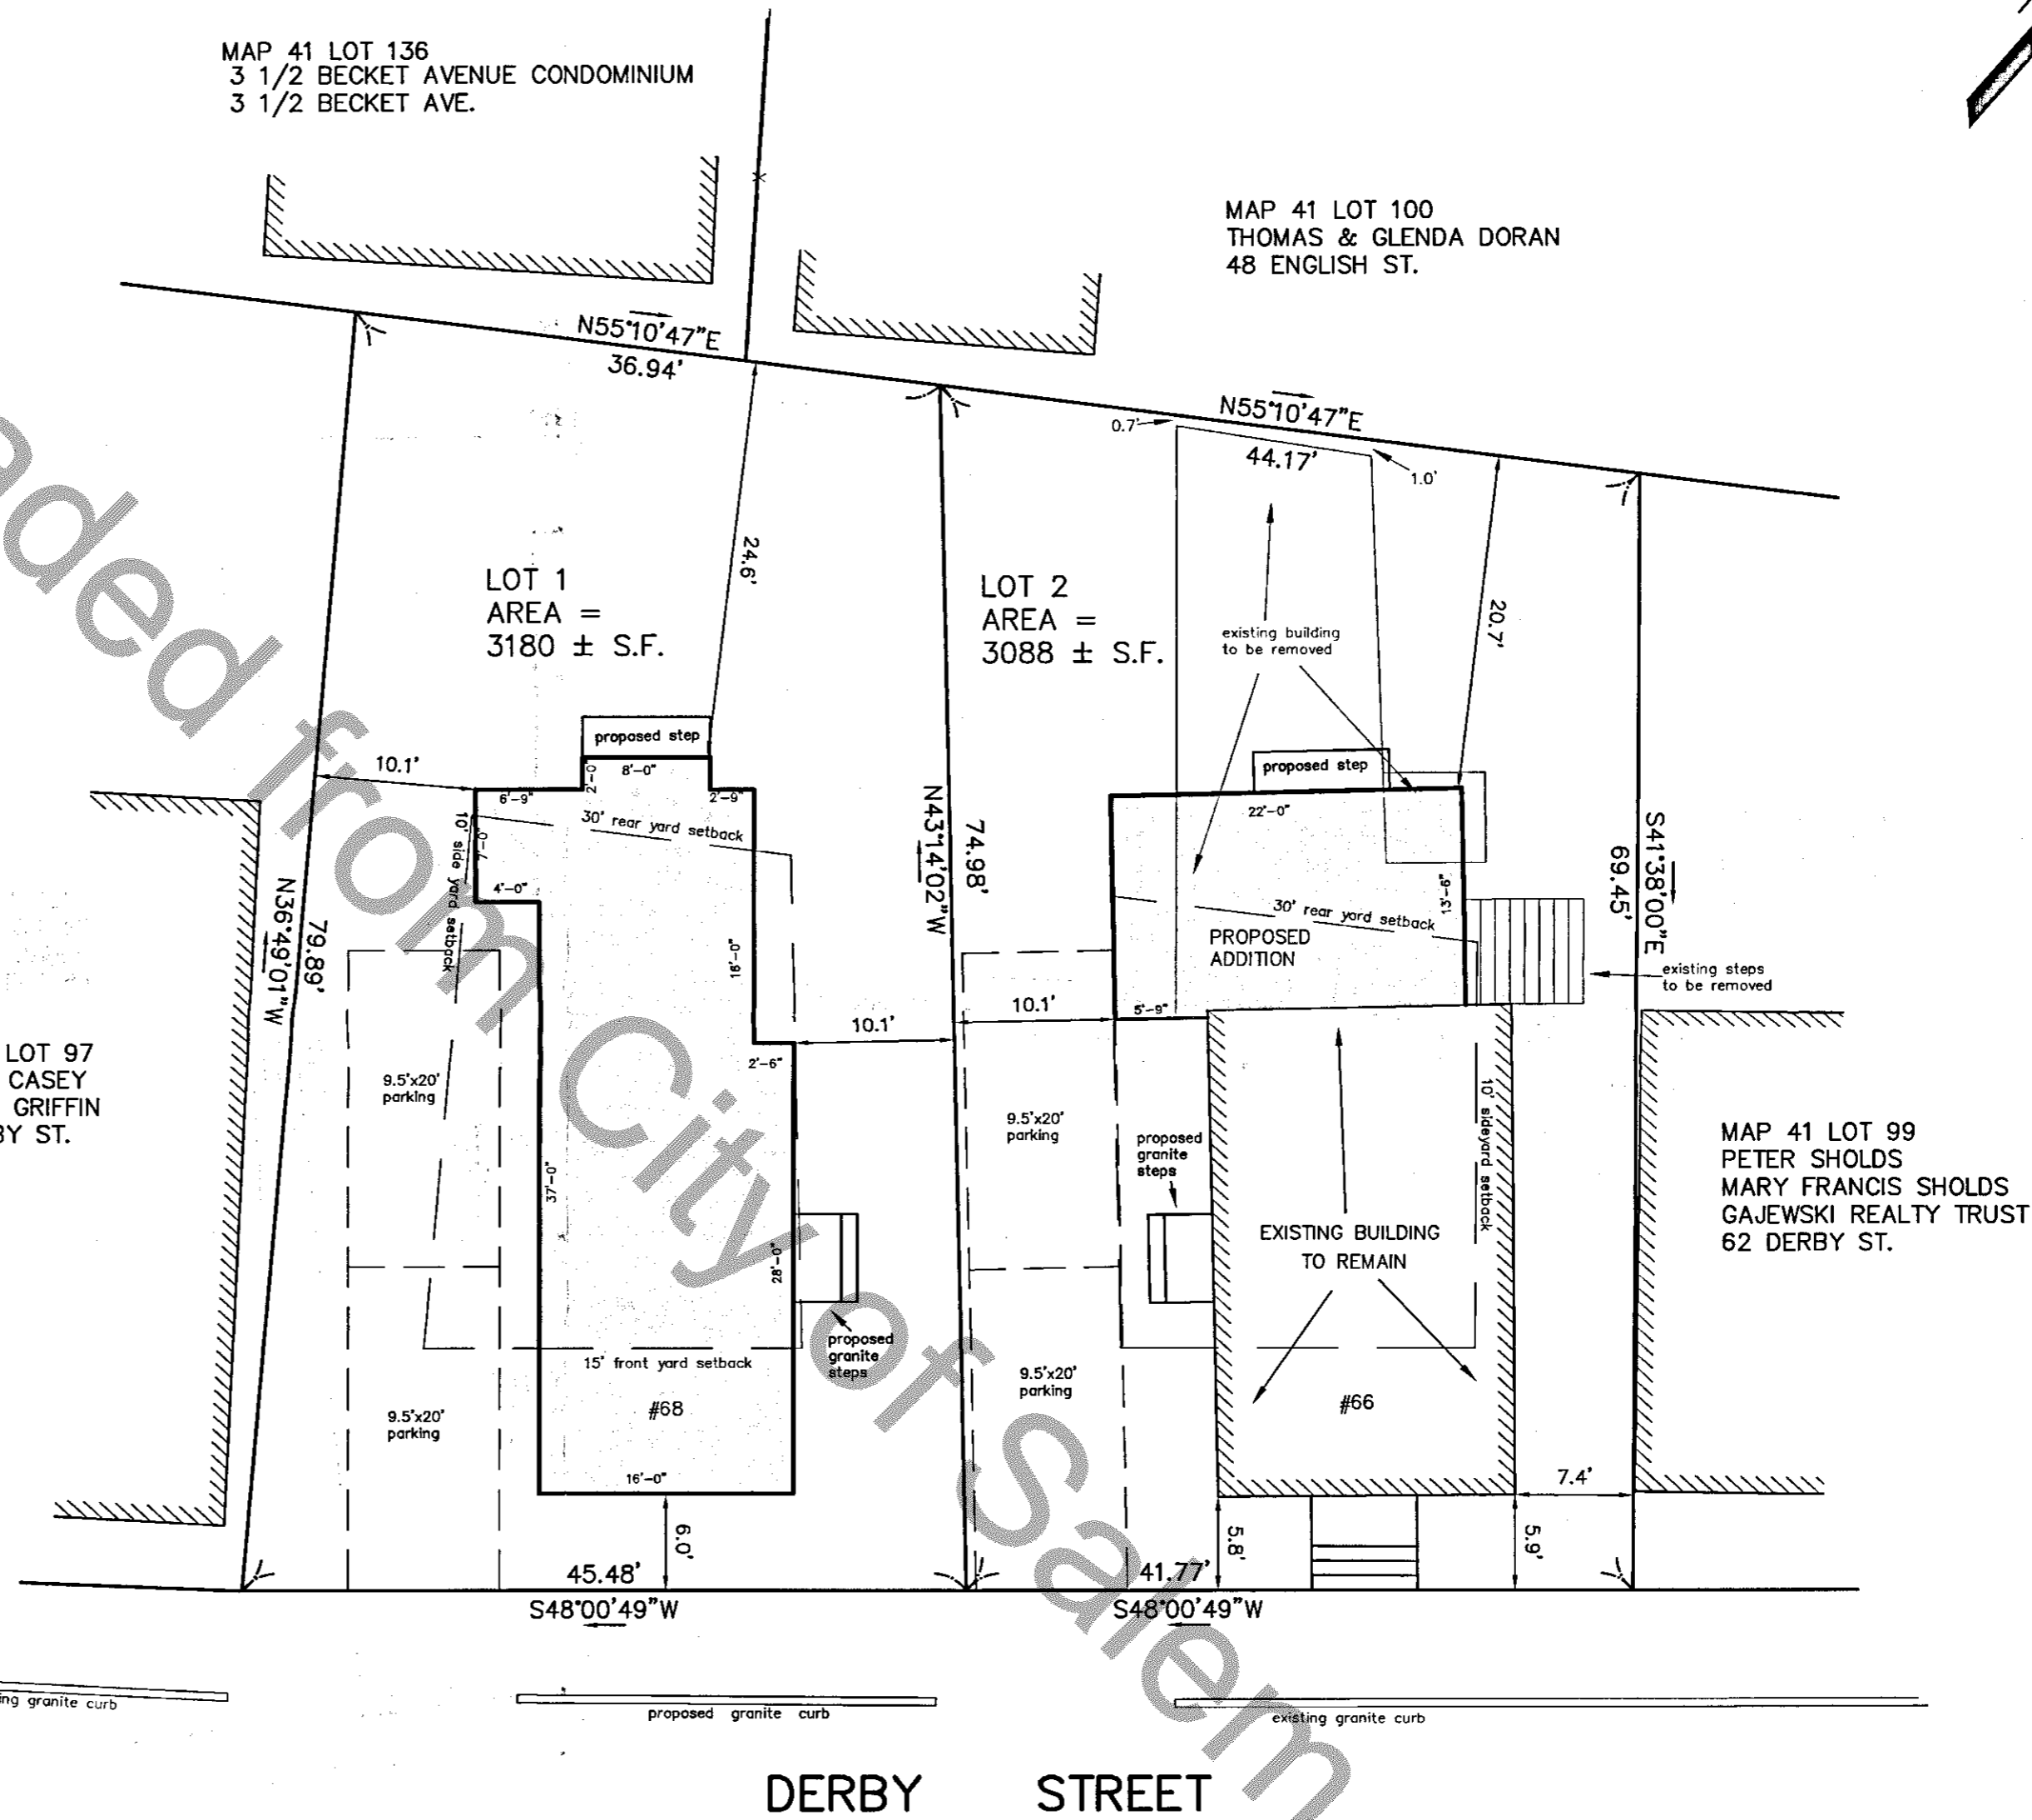 MAP 41 LOT 136
3 1/2 BECKET AVENUE CONDOMINIUM
3 1/2 BECKET AVE.
MAP 41 LOT 100
THOMAS & GLENDA DORAN
48 ENGLISH ST.
N55°10'47"E
36.94'
N55°10'47"E
0.7'
44.17'
1.0'
24.6'
20.7'
LOT 1
AREA =
3180 ± S.F.
LOT 2
AREA =
3088 ± S.F.
existing building
to be removed
proposed step
proposed step
10.1'
8'-0"
2'-0
6'-9"
2'-9"
22'-0"
30' rear yard setback
7'-0"
10' side yard setback
4'-0"
N43°14'02"W
74.98'
S41°38'00"E
69.45'
13'-6"
30' rear yard setback
PROPOSED
ADDITION
N36°49'01"W
79.89'
18'-0"
existing steps
to be removed
10.1'
10.1'
5'-9"
2'-6"
LOT 97
CASEY
GRIFFIN
BY ST.
9.5'x20'
parking
9.5'x20'
parking
proposed
granite
steps
10' sideyard setback
MAP 41 LOT 99
PETER SHOLDS
MARY FRANCIS SHOLDS
GAJEWSKI REALTY TRUST
62 DERBY ST.
37'-0"
28'-0"
EXISTING BUILDING
TO REMAIN
proposed
granite
steps
15' front yard setback
9.5'x20'
parking
9.5'x20'
parking
#68
#66
16'-0"
7.4'
6.0'
5.8'
5.9'
45.48'
41.77'
S48°00'49"W
S48°00'49"W
ing granite curb
proposed granite curb
existing granite curb
DERBY STREET
aded from City of Salem